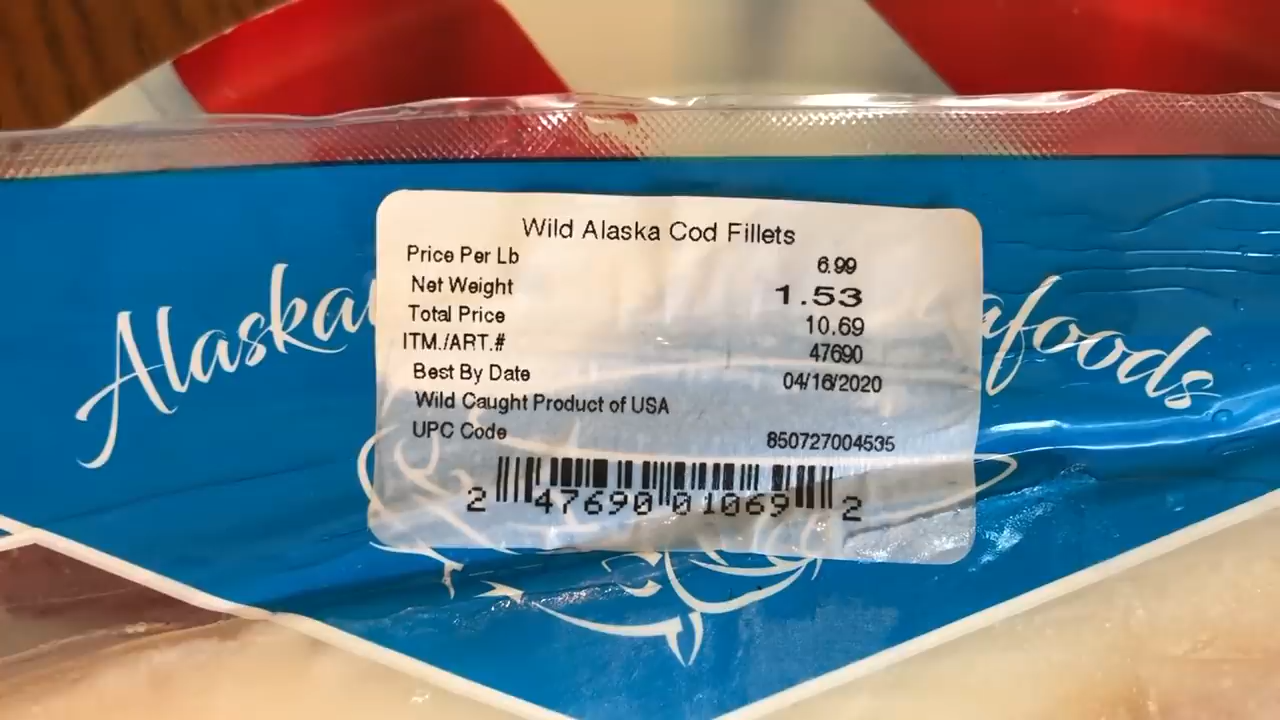 Wild Alaska Cod Fillets
Price Per Lb 6.99
Net Weight 1.53
Total Price 10.69
ITM./ART.# 47690
Best By Date 04/16/2020
Wild Caught Product of USA
UPC Code 850727004535
2 47690 01069 2